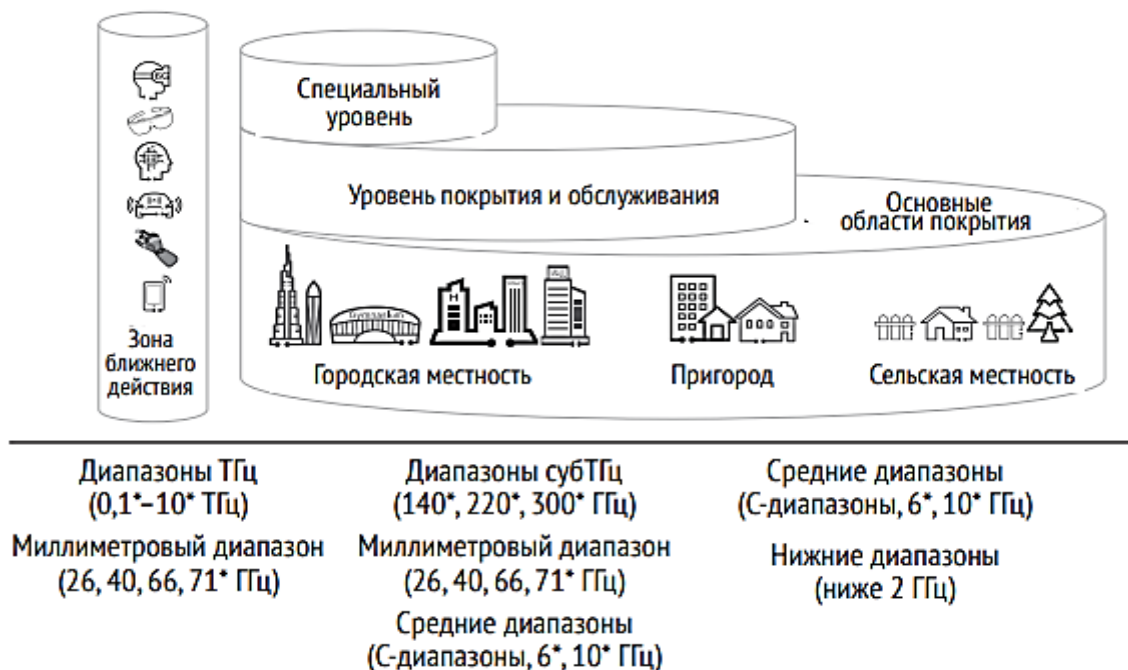 Специальный
уровень
Уровень покрытия и обслуживания
Основные
области покрытия
Зона
ближнего
действия
Городская местность
Пригород
Сельская местность
Диапазоны ТГц
(0,1*–10* ТГц)
Миллиметровый диапазон
(26, 40, 66, 71* ГГц)
Диапазоны субТГц
(140*, 220*, 300* ГГц)
Миллиметровый диапазон
(26, 40, 66, 71* ГГц)
Средние диапазоны
(С-диапазоны, 6*, 10* ГГц)
Средние диапазоны
(С-диапазоны, 6*, 10* ГГц)
Нижние диапазоны
(ниже 2 ГГц)